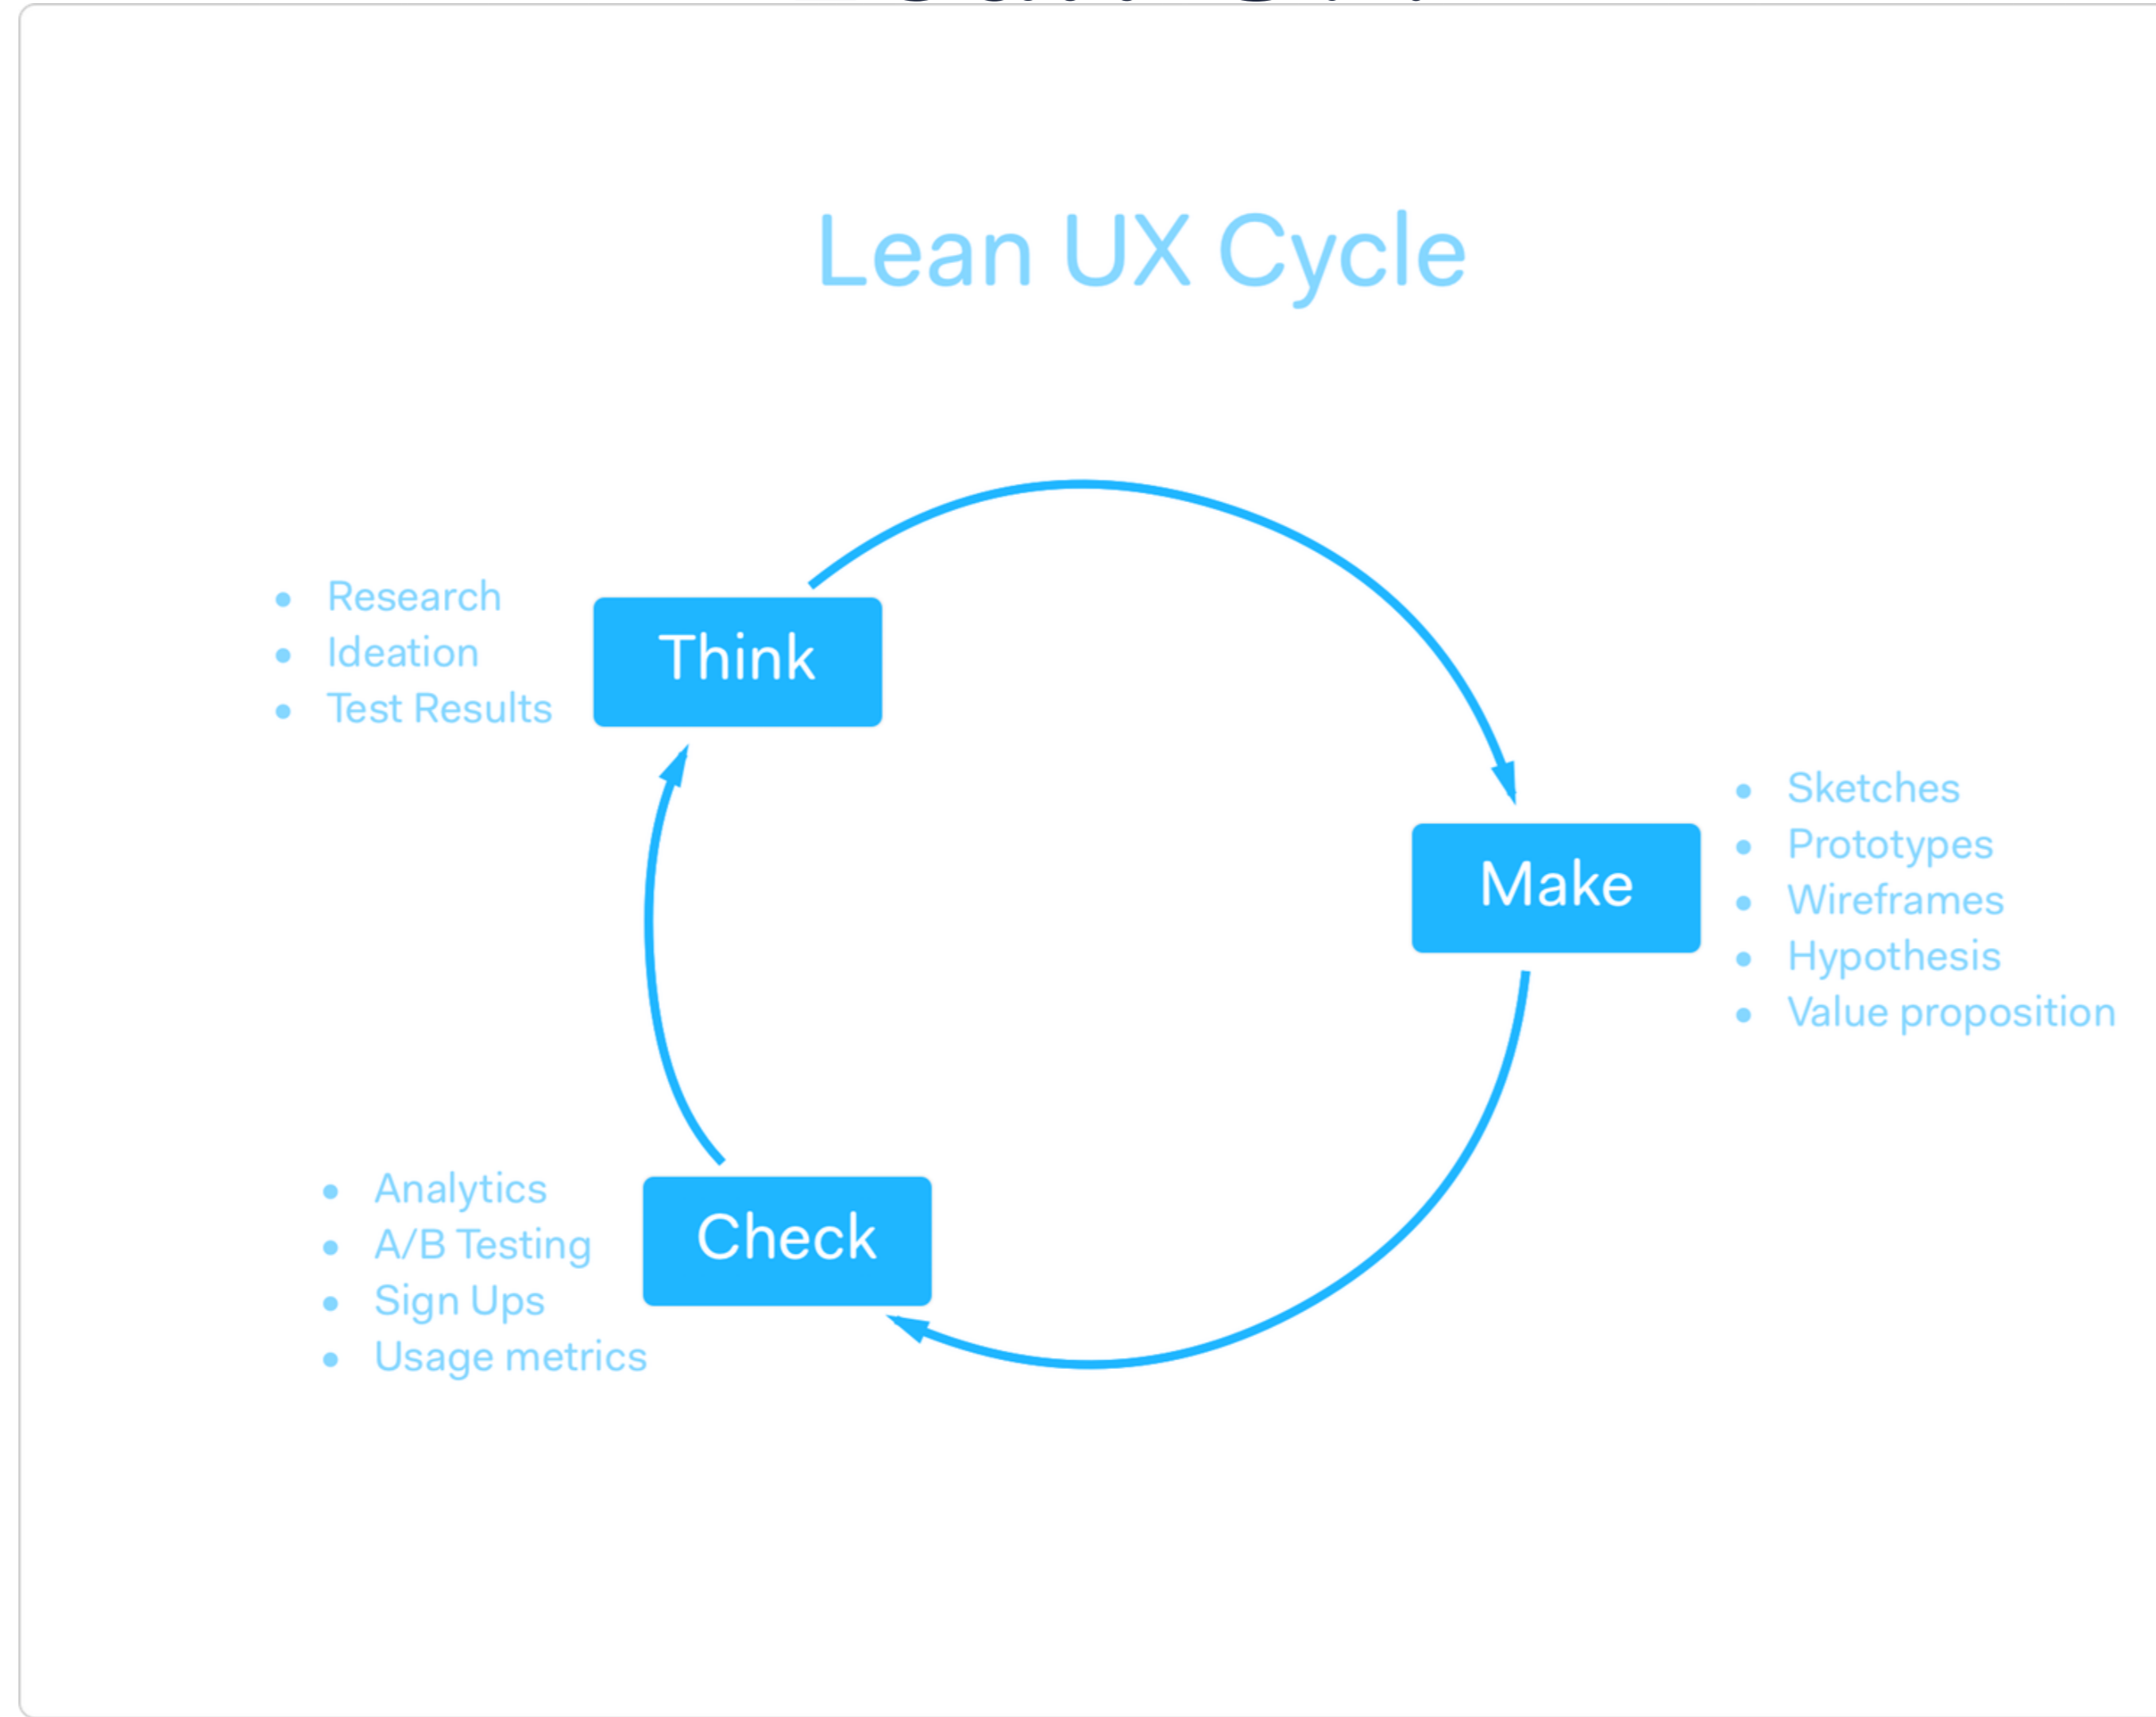 Lean UX Cycle
Think
Research
Ideation
Test Results
Make
Sketches
Prototypes
Wireframes
Hypothesis
Value proposition
Check
Analytics
A/B Testing
Sign Ups
Usage metrics